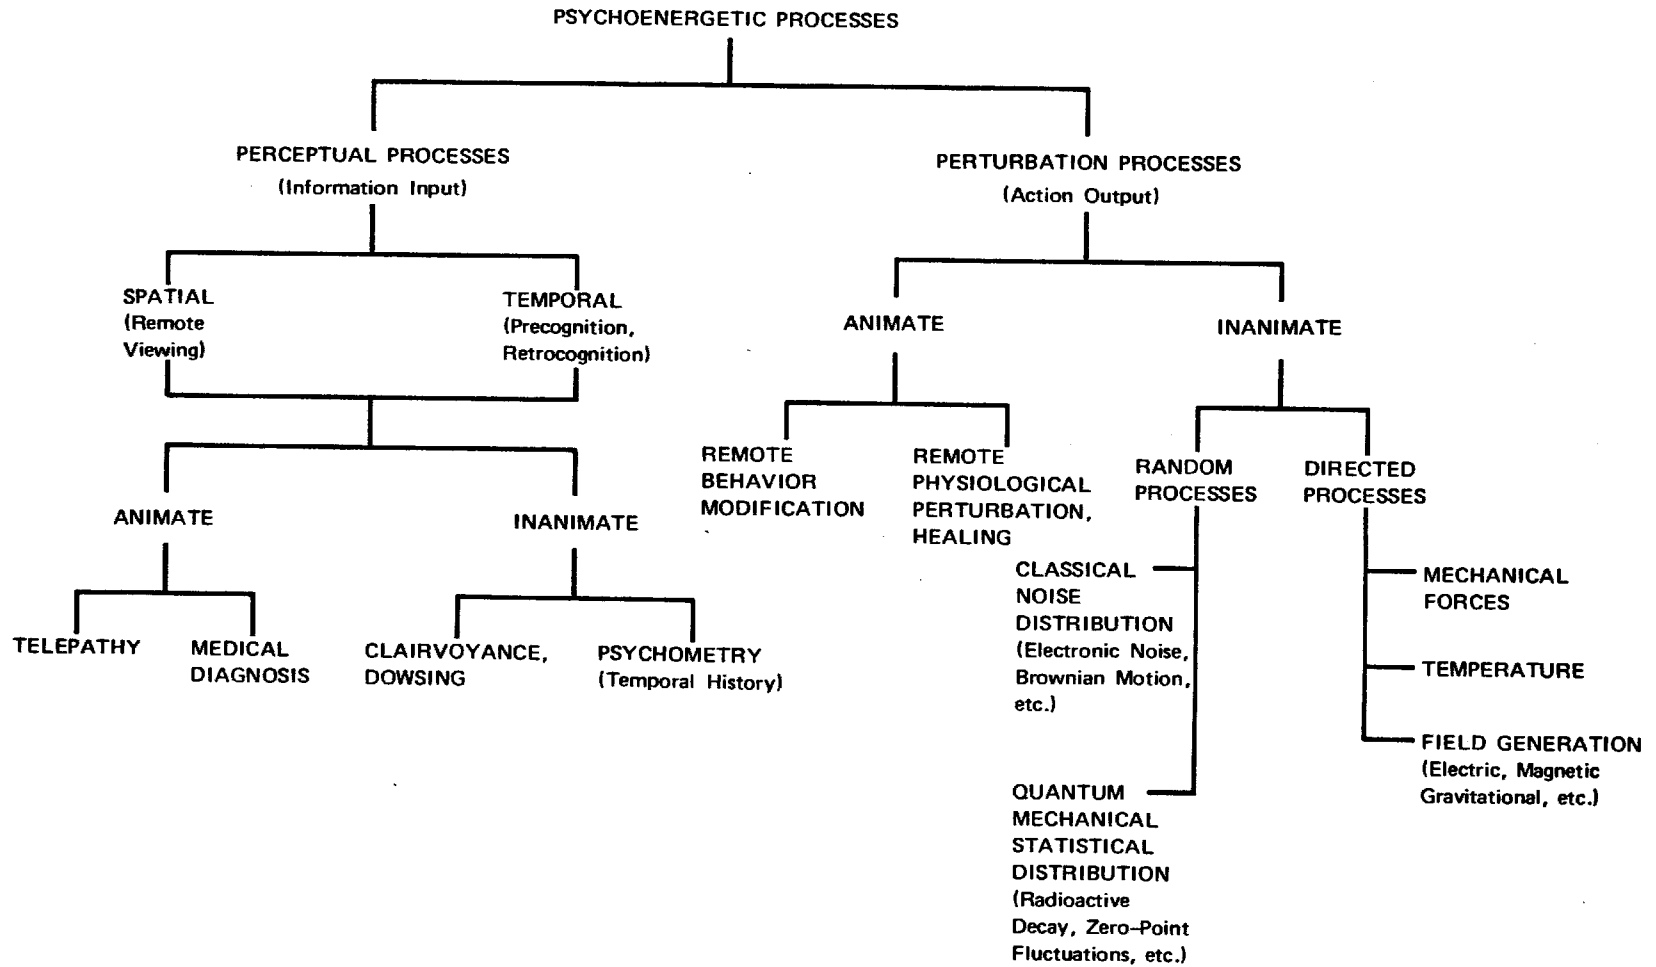 PSYCHOENERGETIC PROCESSES
PERCEPTUAL PROCESSES
(Information Input)
PERTURBATION PROCESSES
(Action Output)
SPATIAL
(Remote
Viewing)
TEMPORAL
(Precognition,
Retrocognition)
ANIMATE
INANIMATE
TELEPATHY
MEDICAL
DIAGNOSIS
CLAIRVOYANCE,
DOWSING
PSYCHOMETRY
(Temporal History)
ANIMATE
INANIMATE
REMOTE
BEHAVIOR
MODIFICATION
REMOTE
PHYSIOLOGICAL
PERTURBATION,
HEALING
RANDOM
PROCESSES
DIRECTED
PROCESSES
CLASSICAL
NOISE
DISTRIBUTION
(Electronic Noise,
Brownian Motion,
etc.)
QUANTUM
MECHANICAL
STATISTICAL
DISTRIBUTION
(Radioactive
Decay, Zero-Point
Fluctuations, etc.)
MECHANICAL
FORCES
TEMPERATURE
FIELD GENERATION
(Electric, Magnetic
Gravitational, etc.)